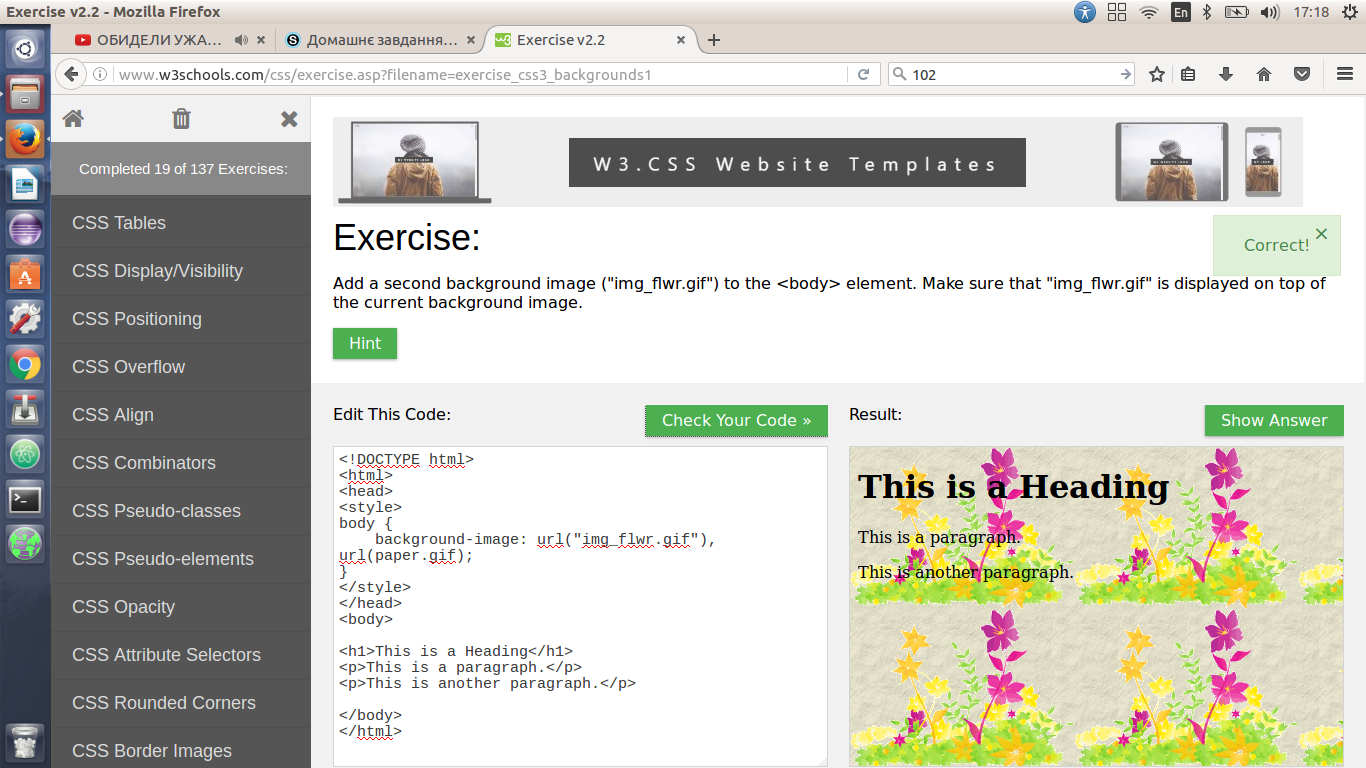 Exercise v2.2 - Mozilla Firefox
En
17:18
ОБИДЕЛИ УЖА...
Домашнє завдання...
w3
Exercise v2.2
www.w3schools.com/css/exercise.asp?filename=exercise_css3_backgrounds1
102
Completed 19 of 137 Exercises:
CSS Tables
CSS Display/Visibility
CSS Positioning
CSS Overflow
CSS Align
CSS Combinators
CSS Pseudo-classes
CSS Pseudo-elements
CSS Opacity
CSS Attribute Selectors
CSS Rounded Corners
CSS Border Images
W3.CSS Website Templates
Exercise:
Correct!
Add a second background image ("img_flwr.gif") to the <body> element. Make sure that "img_flwr.gif" is displayed on top of
the current background image.
Hint
Edit This Code:
Check Your Code »
<!DOCTYPE html>
<html>
<head>
<style>
body {
    background-image: url("img_flwr.gif"),
url(paper.gif);
}
</style>
</head>
<body>
<h1>This is a Heading</h1>
<p>This is a paragraph.</p>
<p>This is another paragraph.</p>
</body>
</html>
Result:
Show Answer
This is a Heading
This is a paragraph.
This is another paragraph.